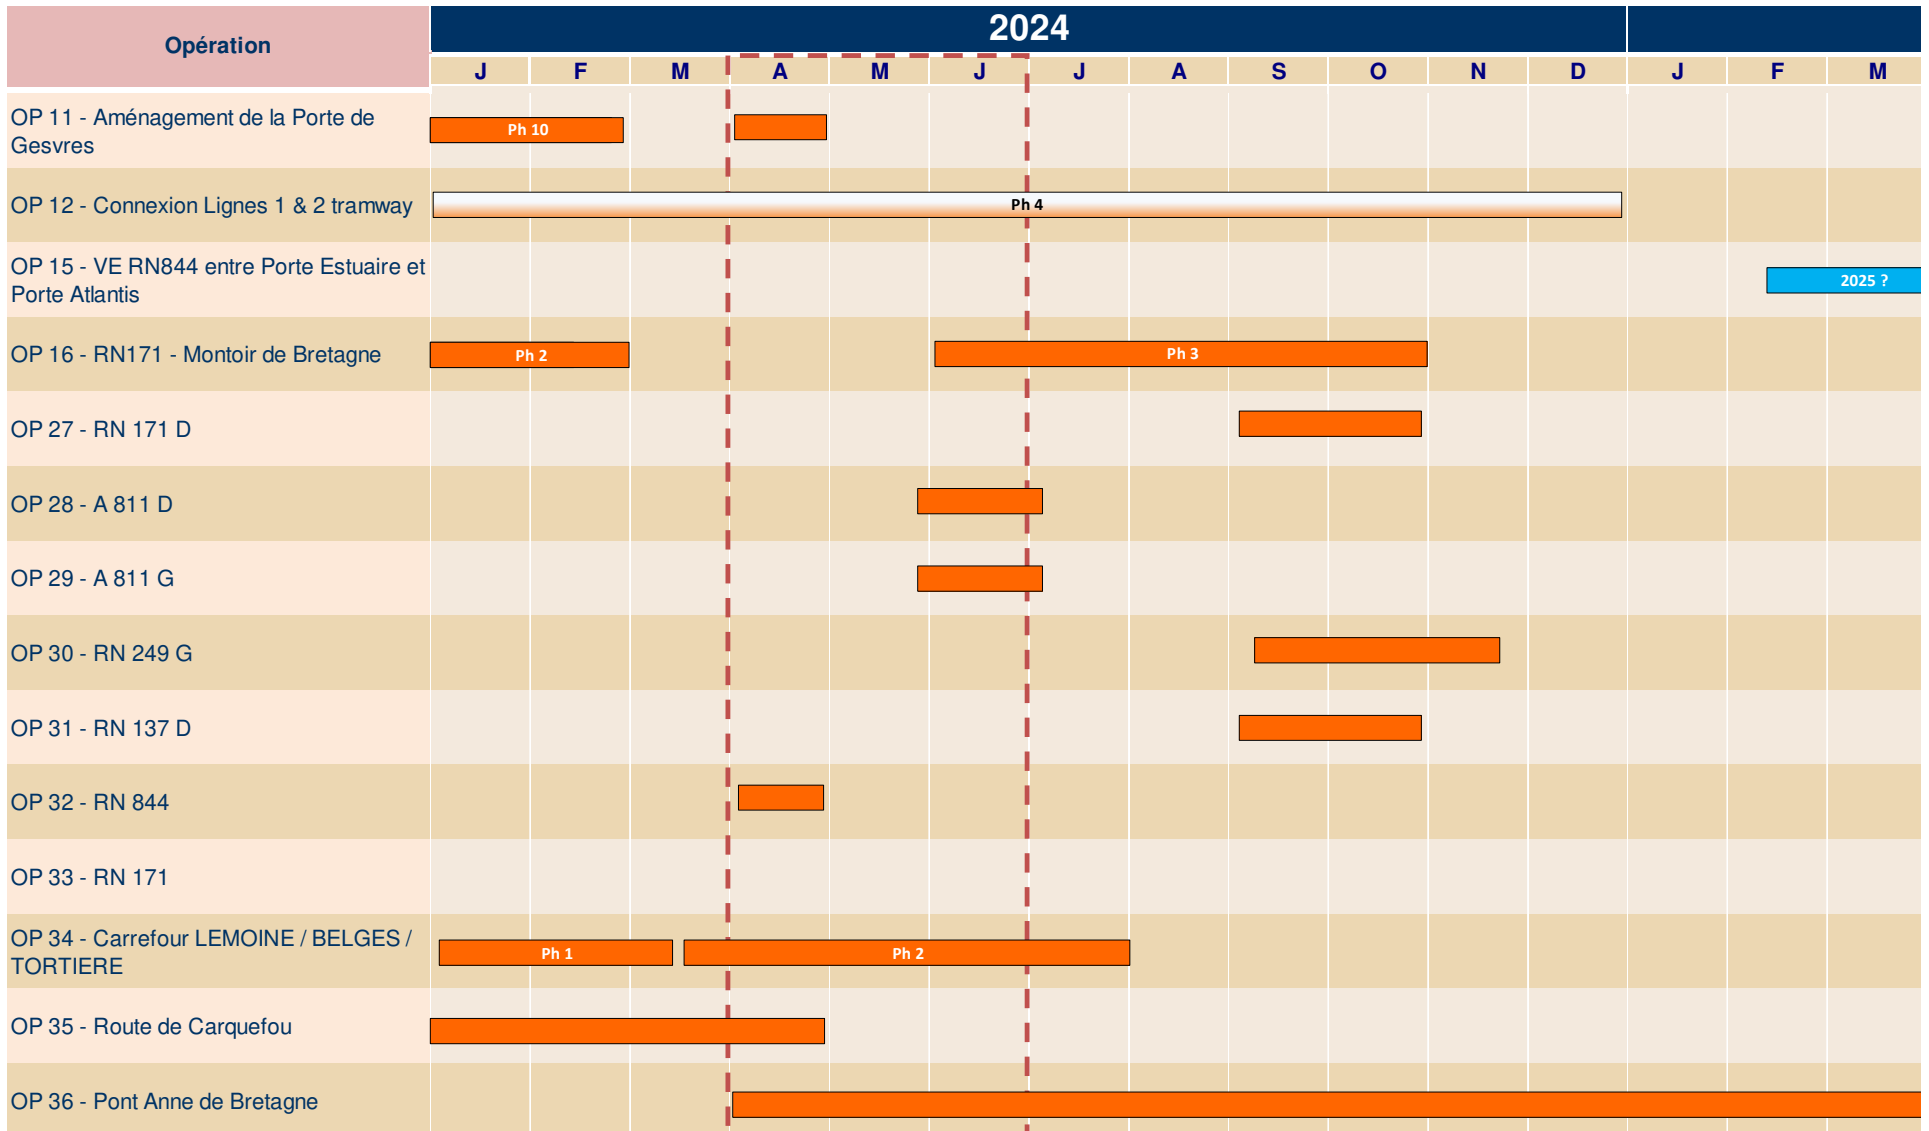 Opération
2024
J F M A M J J A S O N D J F M
OP 11 - Aménagement de la Porte de
Gesvres
Ph 10
OP 12 - Connexion Lignes 1 & 2 tramway
Ph 4
OP 15 - VE RN844 entre Porte Estuaire et
Porte Atlantis
2025 ?
OP 16 - RN171 - Montoir de Bretagne
Ph 2
Ph 3
OP 27 - RN 171 D
OP 28 - A 811 D
OP 29 - A 811 G
OP 30 - RN 249 G
OP 31 - RN 137 D
OP 32 - RN 844
OP 33 - RN 171
OP 34 - Carrefour LEMOINE / BELGES /
TORTIERE
Ph 1
Ph 2
OP 35 - Route de Carquefou
OP 36 - Pont Anne de Bretagne